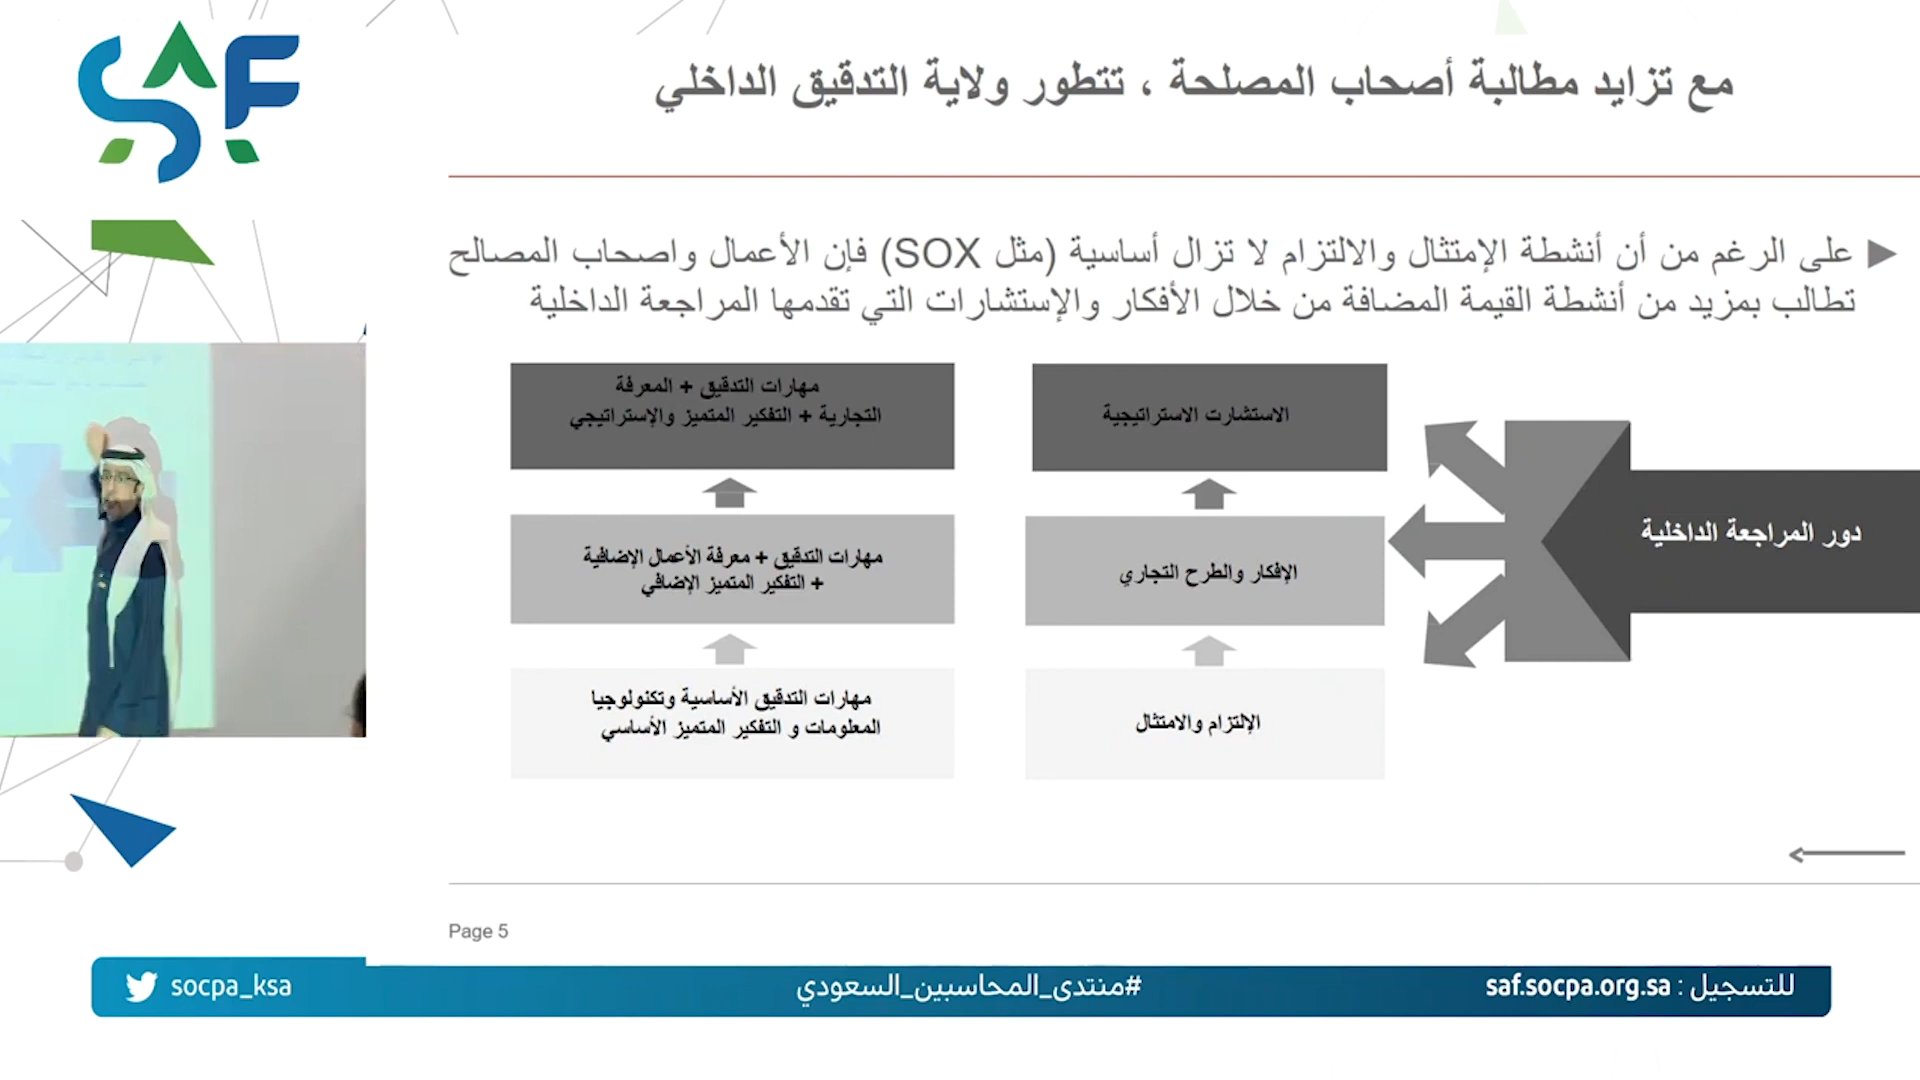 SAF
مع تزايد مطالبة أصحاب المصلحة ، تتطور ولاية التدقيق الداخلي
على الرغم من أن أنشطة الإمتثال والالتزام لا تزال أساسية (مثل SOX) فإن الأعمال واصحاب المصالح
تطالب بمزيد من أنشطة القيمة المضافة من خلال الأفكار والإستشارات التي تقدمها المراجعة الداخلية
دور المراجعة الداخلية
الاستشارت الاستراتيجية
مهارات التدقيق + المعرفة
التجارية + التفكير المتميز والإستراتيجي
الإفكار والطرح التجاري
مهارات التدقيق + معرفة الأعمال الإضافية
+ التفكير المتميز الإضافي
الإلتزام والامتثال
مهارات التدقيق الأساسية وتكنولوجيا
المعلومات و التفكير المتميز الأساسي
Page 5
للتسجيل : saf.socpa.org.sa
#منتدى_المحاسبين_السعودي
socpa_ksa